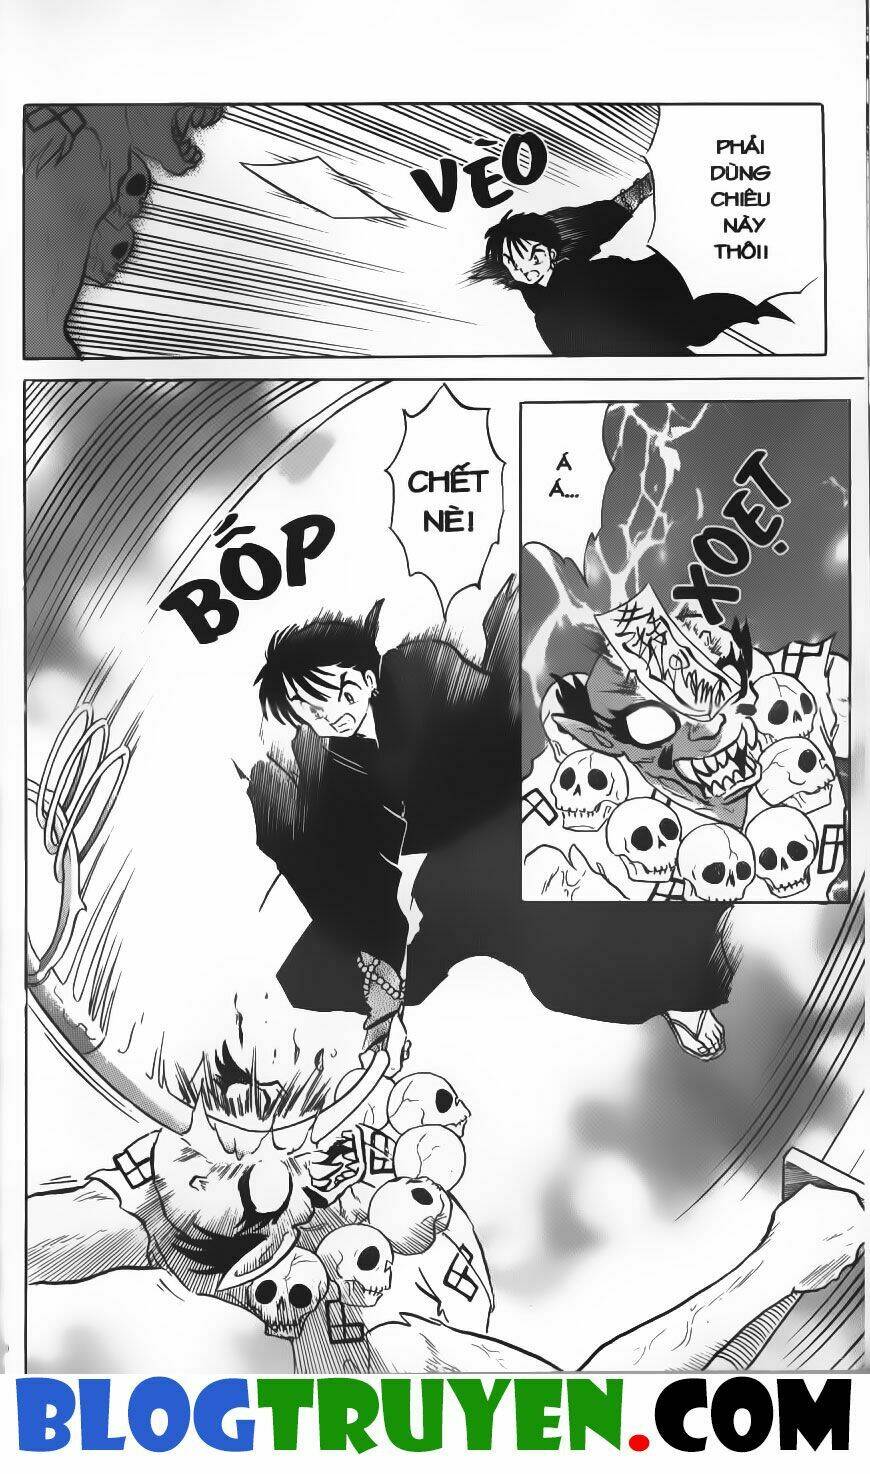 PHẢI
DÙNG
CHIÊU
NÀY
THÔI!
VÈO
Á
Á...
XOẸT
CHẾT
NÈ!
BỐP
BLOGTRUYEN.COM